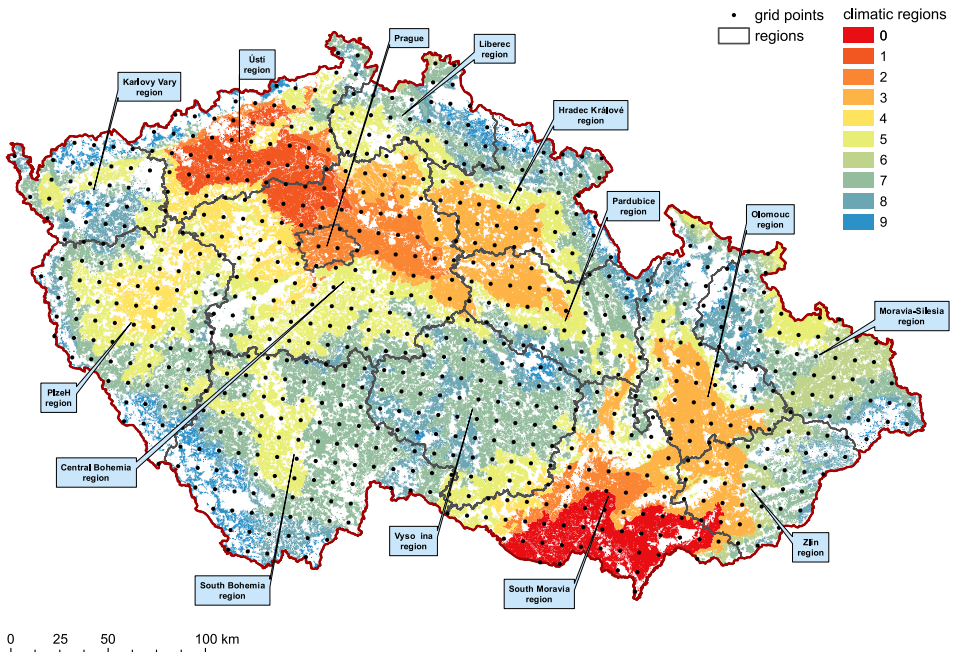 grid points
regions
climatic regions
0
1
2
3
4
5
6
7
8
9
Prague
Liberec
region
Ústí
region
Karlovy Vary
region
Hradec Králové
region
Pardubice
region
Olomouc
region
Moravia-Silesia
region
PlzeH
region
Central Bohemia
region
Vyso ina
region
Zlín
region
South Bohemia
region
South Moravia
region
0 25 50 100 km